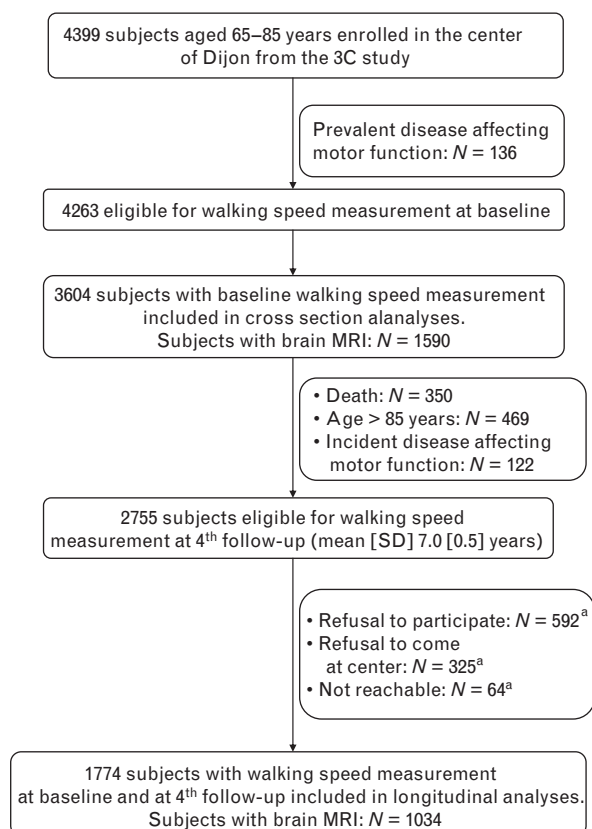 4399 subjects aged 65–85 years enrolled in the center
of Dijon from the 3C study
Prevalent disease affecting
motor function: N = 136
4263 eligible for walking speed measurement at baseline
3604 subjects with baseline walking speed measurement
included in cross section alanalyses.
Subjects with brain MRI: N = 1590
• Death: N = 350
• Age > 85 years: N = 469
• Incident disease affecting
motor function: N = 122
2755 subjects eligible for walking speed
measurement at 4th follow-up (mean [SD] 7.0 [0.5] years)
• Refusal to participate: N = 592a
• Refusal to come
at center: N = 325a
• Not reachable: N = 64a
1774 subjects with walking speed measurement
at baseline and at 4th follow-up included in longitudinal analyses.
Subjects with brain MRI: N = 1034